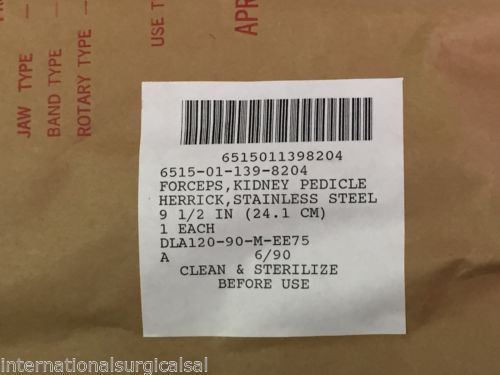 JAW TYPE —
BAND TYPE —
ROTARY TYPE —
USE T
APR
6515011398204
6515-01-139-8204
FORCEPS,KIDNEY PEDICLE
HERRICK,STAINLESS STEEL
9 1/2 IN (24.1 CM)
1 EACH
DLA120-90-M-EE75
A 6/90
CLEAN & STERILIZE
BEFORE USE
internationalsurgicalsal